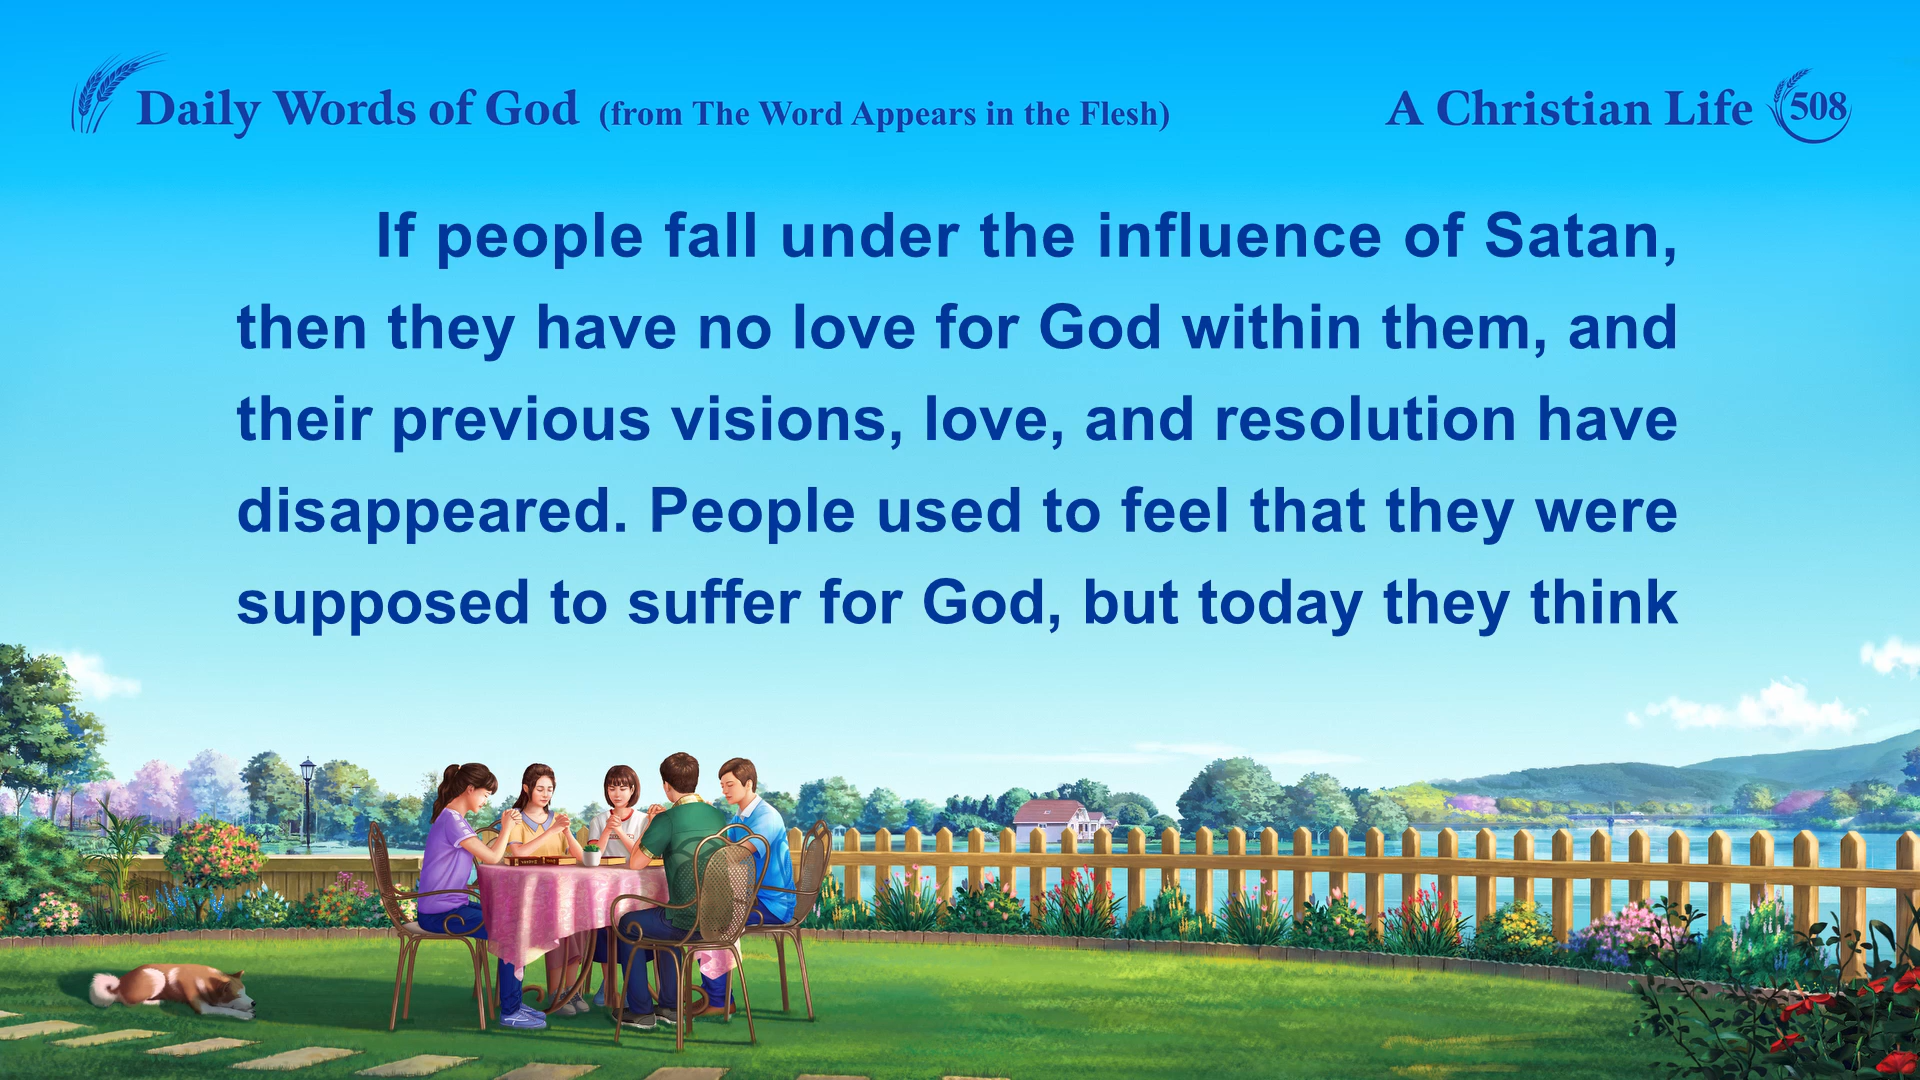 Daily Words of God (from The Word Appears in the Flesh)
A Christian Life 508
If people fall under the influence of Satan,
then they have no love for God within them, and
their previous visions, love, and resolution have
disappeared. People used to feel that they were
supposed to suffer for God, but today they think